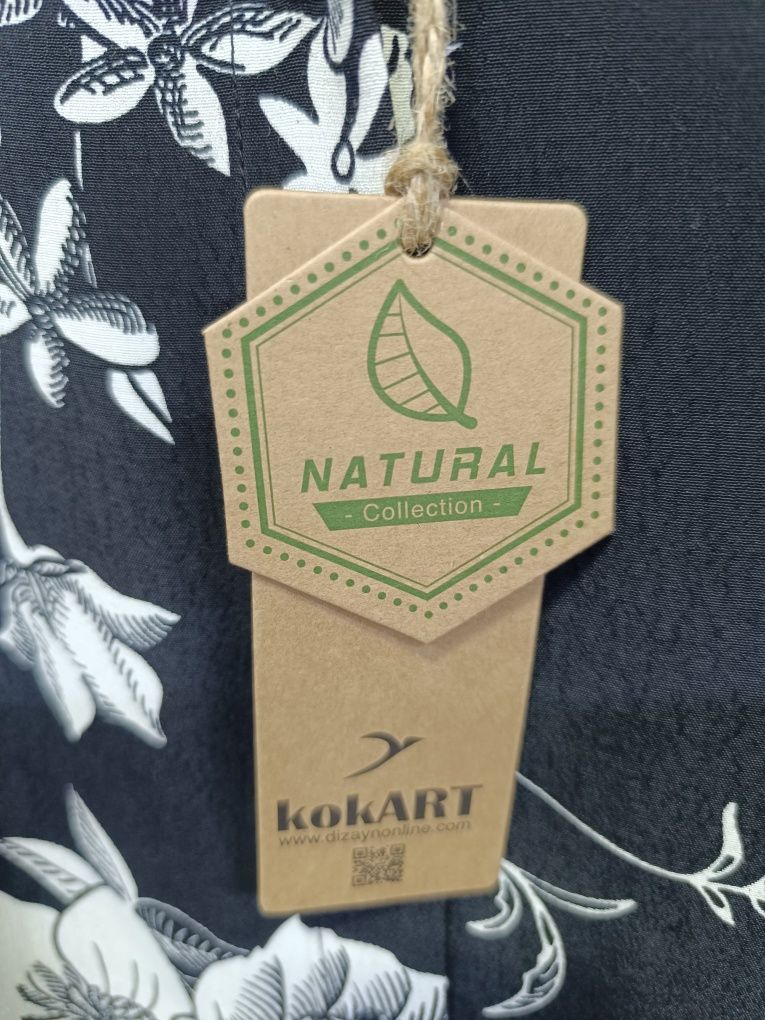 NATURAL
- Collection -
kokART
www.dizaynonline.com